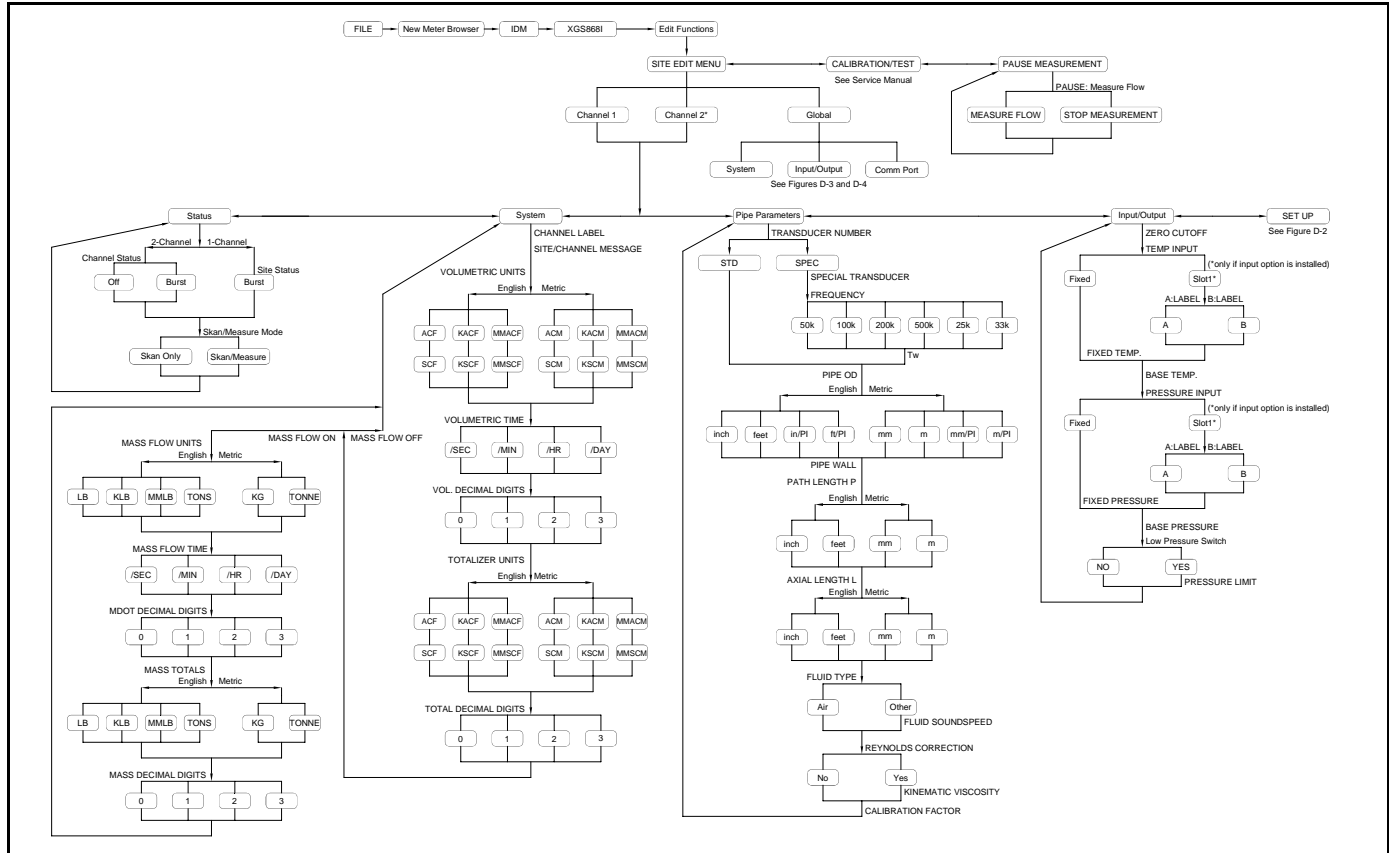 FILE
New Meter Browser
IDM
XGS868I
Edit Functions
SITE EDIT MENU
CALIBRATION/TEST
PAUSE MEASUREMENT
See Service Manual
PAUSE: Measure Flow
Channel 1
Channel 2*
Global
MEASURE FLOW
STOP MEASUREMENT
System
Input/Output
Comm Port
See Figures D-3 and D-4
Status
System
Pipe Parameters
Input/Output
SET UP
See Figure D-2
2-Channel
1-Channel
Channel Status
Site Status
Off
Burst
Burst
Skan/Measure Mode
Skan Only
Skan/Measure
MASS FLOW ON
MASS FLOW OFF
MASS FLOW UNITS
English
Metric
LB
KLB
MMLB
TONS
KG
TONNE
MASS FLOW TIME
/SEC
/MIN
/HR
/DAY
MDOT DECIMAL DIGITS
0
1
2
3
MASS TOTALS
English
Metric
LB
KLB
MMLB
TONS
KG
TONNE
MASS DECIMAL DIGITS
0
1
2
3
CHANNEL LABEL
SITE/CHANNEL MESSAGE
VOLUMETRIC UNITS
English
Metric
ACF
KACF
MMACF
ACM
KACM
MMACM
SCF
KSCF
MMSCF
SCM
KSCM
MMSCM
VOLUMETRIC TIME
/SEC
/MIN
/HR
/DAY
VOL. DECIMAL DIGITS
0
1
2
3
TOTALIZER UNITS
English
Metric
ACF
KACF
MMACF
ACM
KACM
MMACM
SCF
KSCF
MMSCF
SCM
KSCM
MMSCM
TOTAL DECIMAL DIGITS
0
1
2
3
TRANSDUCER NUMBER
STD
SPEC
SPECIAL TRANSDUCER
FREQUENCY
50k
100k
200k
500k
25k
33k
Tw
PIPE OD
English
Metric
inch
feet
in/PI
ft/PI
mm
m
mm/PI
m/PI
PIPE WALL
PATH LENGTH P
English
Metric
inch
feet
mm
m
AXIAL LENGTH L
English
Metric
inch
feet
mm
m
FLUID TYPE
Air
Other
FLUID SOUNDSPEED
REYNOLDS CORRECTION
No
Yes
KINEMATIC VISCOSITY
CALIBRATION FACTOR
ZERO CUTOFF
TEMP INPUT
(*only if input option is installed)
Fixed
Slot1*
A:LABEL
B:LABEL
A
B
FIXED TEMP.
BASE TEMP.
PRESSURE INPUT
(*only if input option is installed)
Fixed
Slot1*
A:LABEL
B:LABEL
A
B
FIXED PRESSURE
BASE PRESSURE
Low Pressure Switch
NO
YES
PRESSURE LIMIT